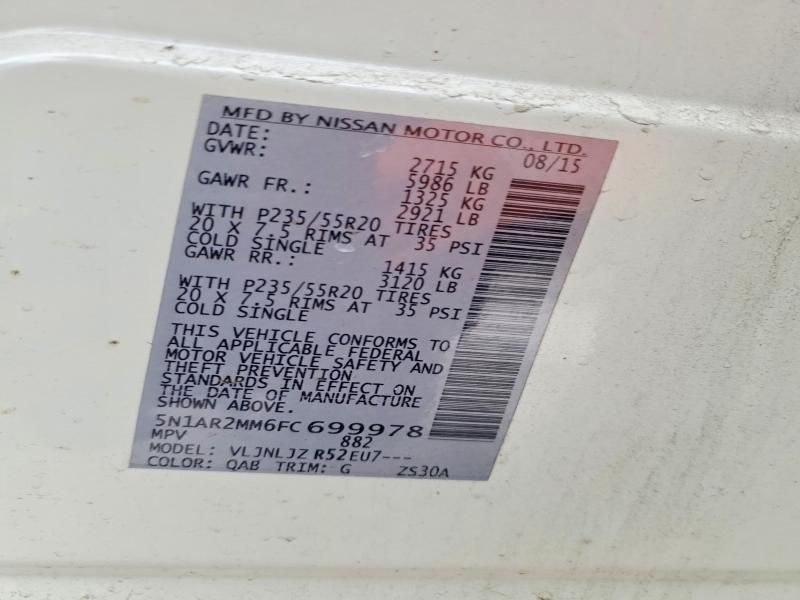 MFD BY NISSAN MOTOR CO., LTD.
DATE: 08/15
GVWR: 2715 KG
5986 LB
GAWR FR.: 1325 KG
2921 LB
WITH P235/55R20 TIRES
20 X 7.5 RIMS AT 35 PSI
COLD SINGLE
GAWR RR.: 1415 KG
3120 LB
WITH P235/55R20 TIRES
20 X 7.5 RIMS AT 35 PSI
COLD SINGLE
THIS VEHICLE CONFORMS TO
ALL APPLICABLE FEDERAL
MOTOR VEHICLE SAFETY AND
THEFT PREVENTION
STANDARDS IN EFFECT ON
THE DATE OF MANUFACTURE
SHOWN ABOVE.
5N1AR2MM6FC699978
MPV 882
MODEL: VLJNLJZ R52EU7---
COLOR: QAB TRIM: G ZS30A